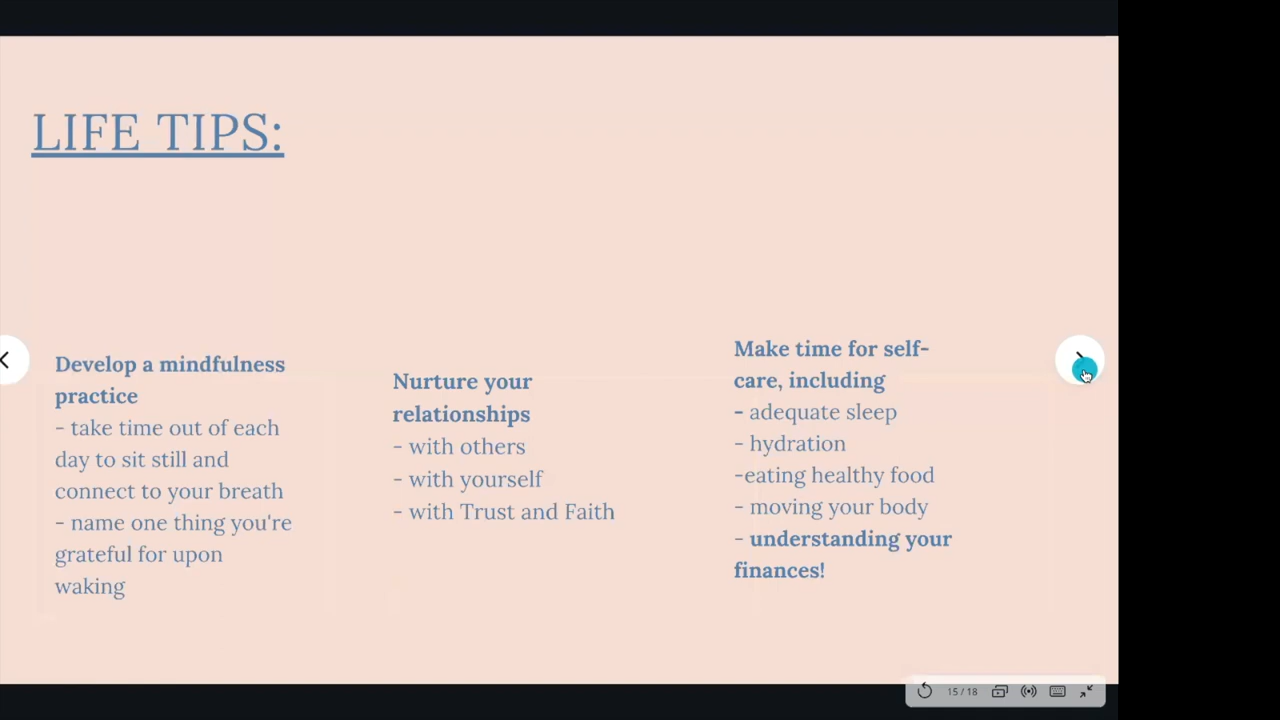 LIFE TIPS:
Develop a mindfulness
practice
- take time out of each
day to sit still and
connect to your breath
- name one thing you're
grateful for upon
waking
Nurture your
relationships
- with others
- with yourself
- with Trust and Faith
Make time for self-
care, including
- adequate sleep
- hydration
-eating healthy food
- moving your body
- understanding your
finances!
15 / 18